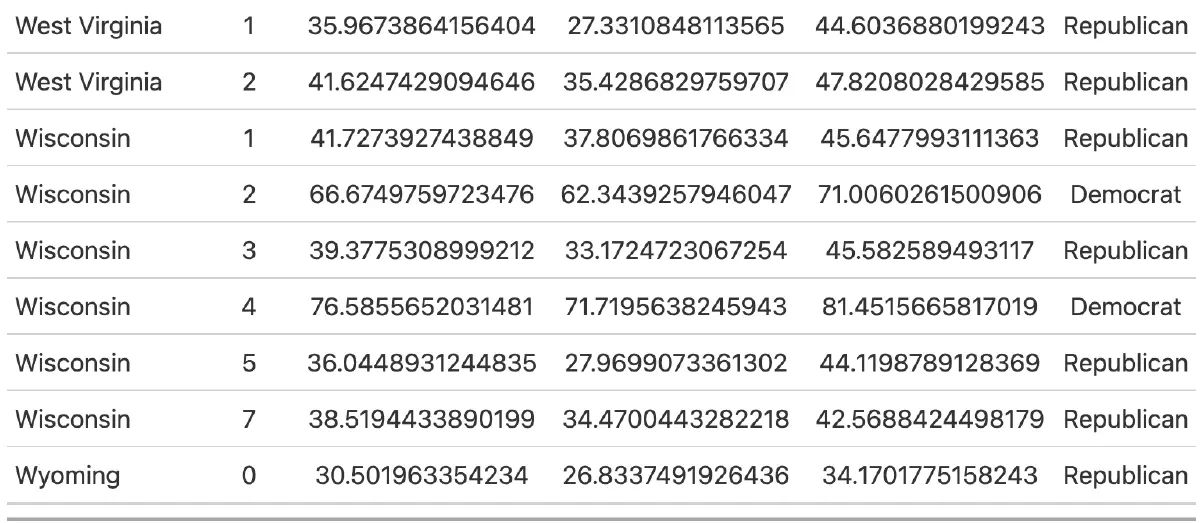 West Virginia 1 35.9673864156404 27.3310848113565 44.6036880199243 Republican
West Virginia 2 41.6247429094646 35.4286829759707 47.8208028429585 Republican
Wisconsin 1 41.7273927438849 37.8069861766334 45.6477993111363 Republican
Wisconsin 2 66.6749759723476 62.3439257946047 71.0060261500906 Democrat
Wisconsin 3 39.3775308999212 33.1724723067254 45.582589493117 Republican
Wisconsin 4 76.5855652031481 71.7195638245943 81.4515665817019 Democrat
Wisconsin 5 36.0448931244835 27.9699073361302 44.1198789128369 Republican
Wisconsin 7 38.5194433890199 34.4700443282218 42.5688424498179 Republican
Wyoming 0 30.501963354234 26.8337491926436 34.1701775158243 Republican